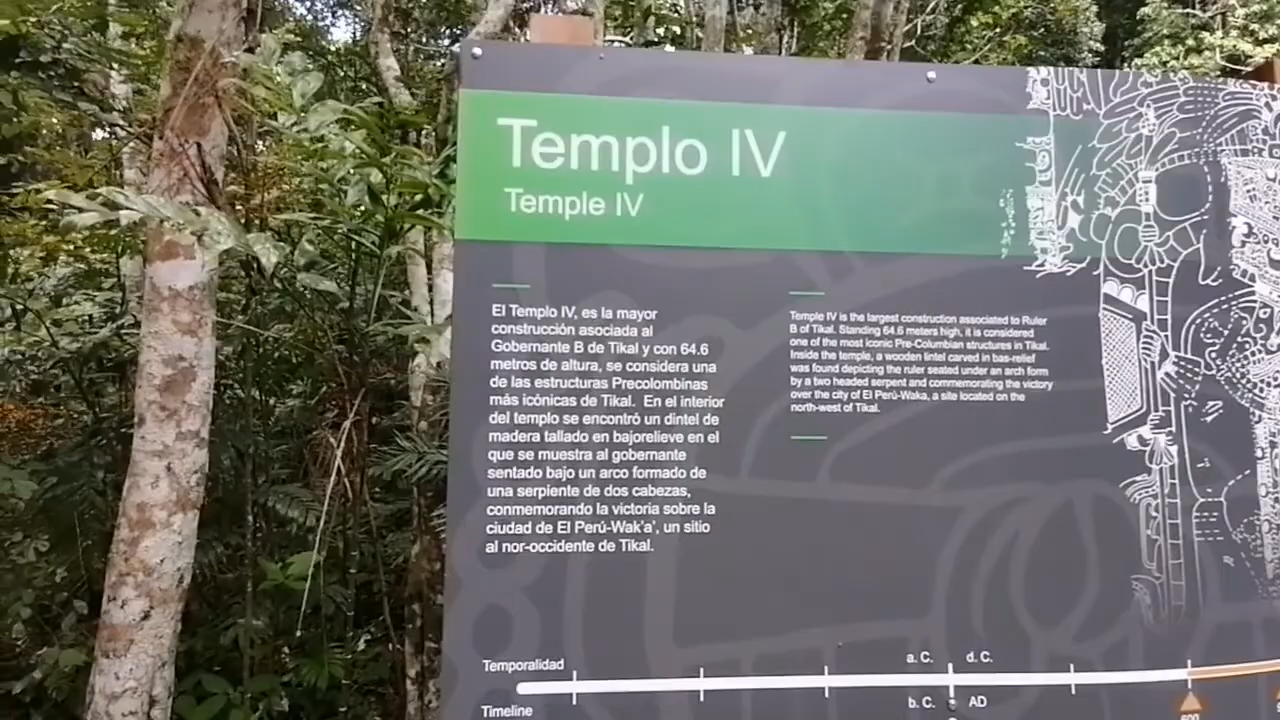 Templo IV
Temple IV
El Templo IV, es la mayor
construcción asociada al
Gobernante B de Tikal y con 64.6
metros de altura, se considera una
de las estructuras Precolombinas
más icónicas de Tikal. En el interior
del templo se encontró un dintel de
madera tallado en bajorelieve en el
que se muestra al gobernante
sentado bajo un arco formado de
una serpiente de dos cabezas,
conmemorando la victoria sobre la
ciudad de El Perú-Wak'a', un sitio
al nor-occidente de Tikal.
Temple IV is the largest construction associated to Ruler
B of Tikal. Standing 64.6 meters high, it is considered
one of the most iconic Pre-Columbian structures in Tikal.
Inside the temple, a wooden lintel carved in bas-relief
was found depicting the ruler seated under an arch form
by a two headed serpent and commemorating the victory
over the city of El Perú-Waka, a site located on the
north-west of Tikal.
Temporalidad
a. C. d. C.
Timeline
b. C. AD